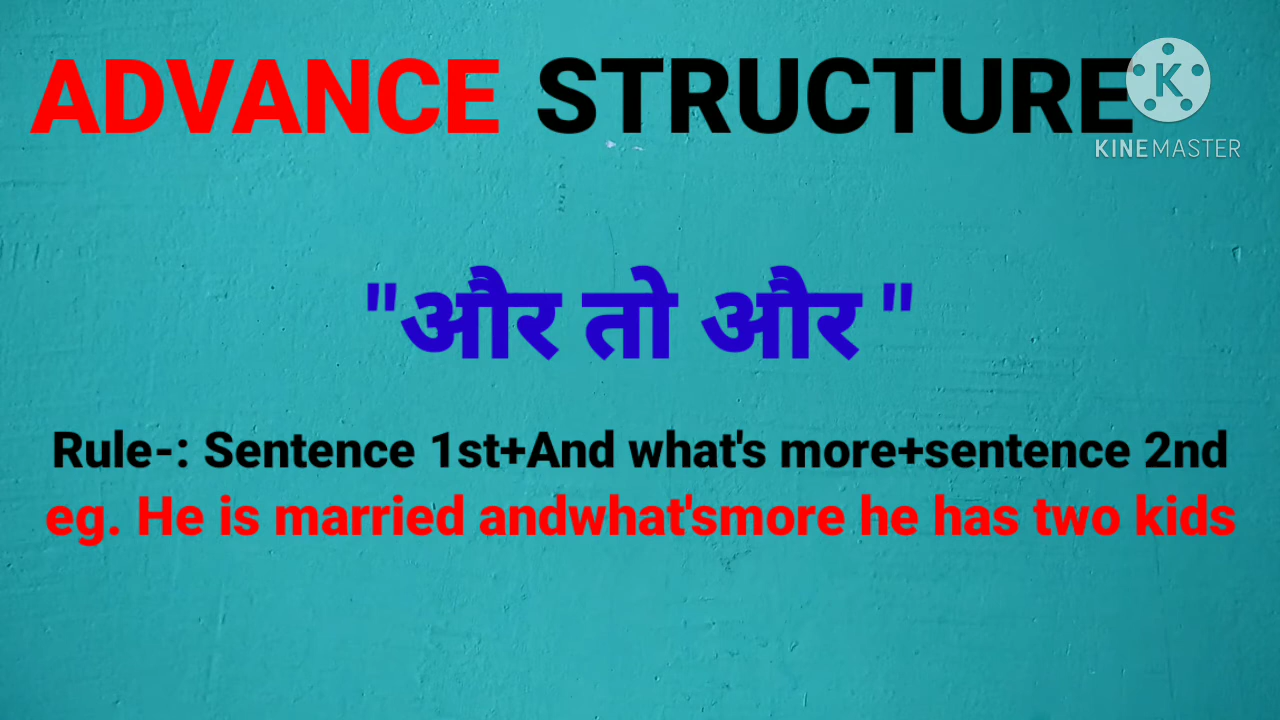 ADVANCE STRUCTURE
K
KINEMASTER
"और तो और "
Rule-: Sentence 1st+And what's more+sentence 2nd
eg. He is married andwhat'smore he has two kids